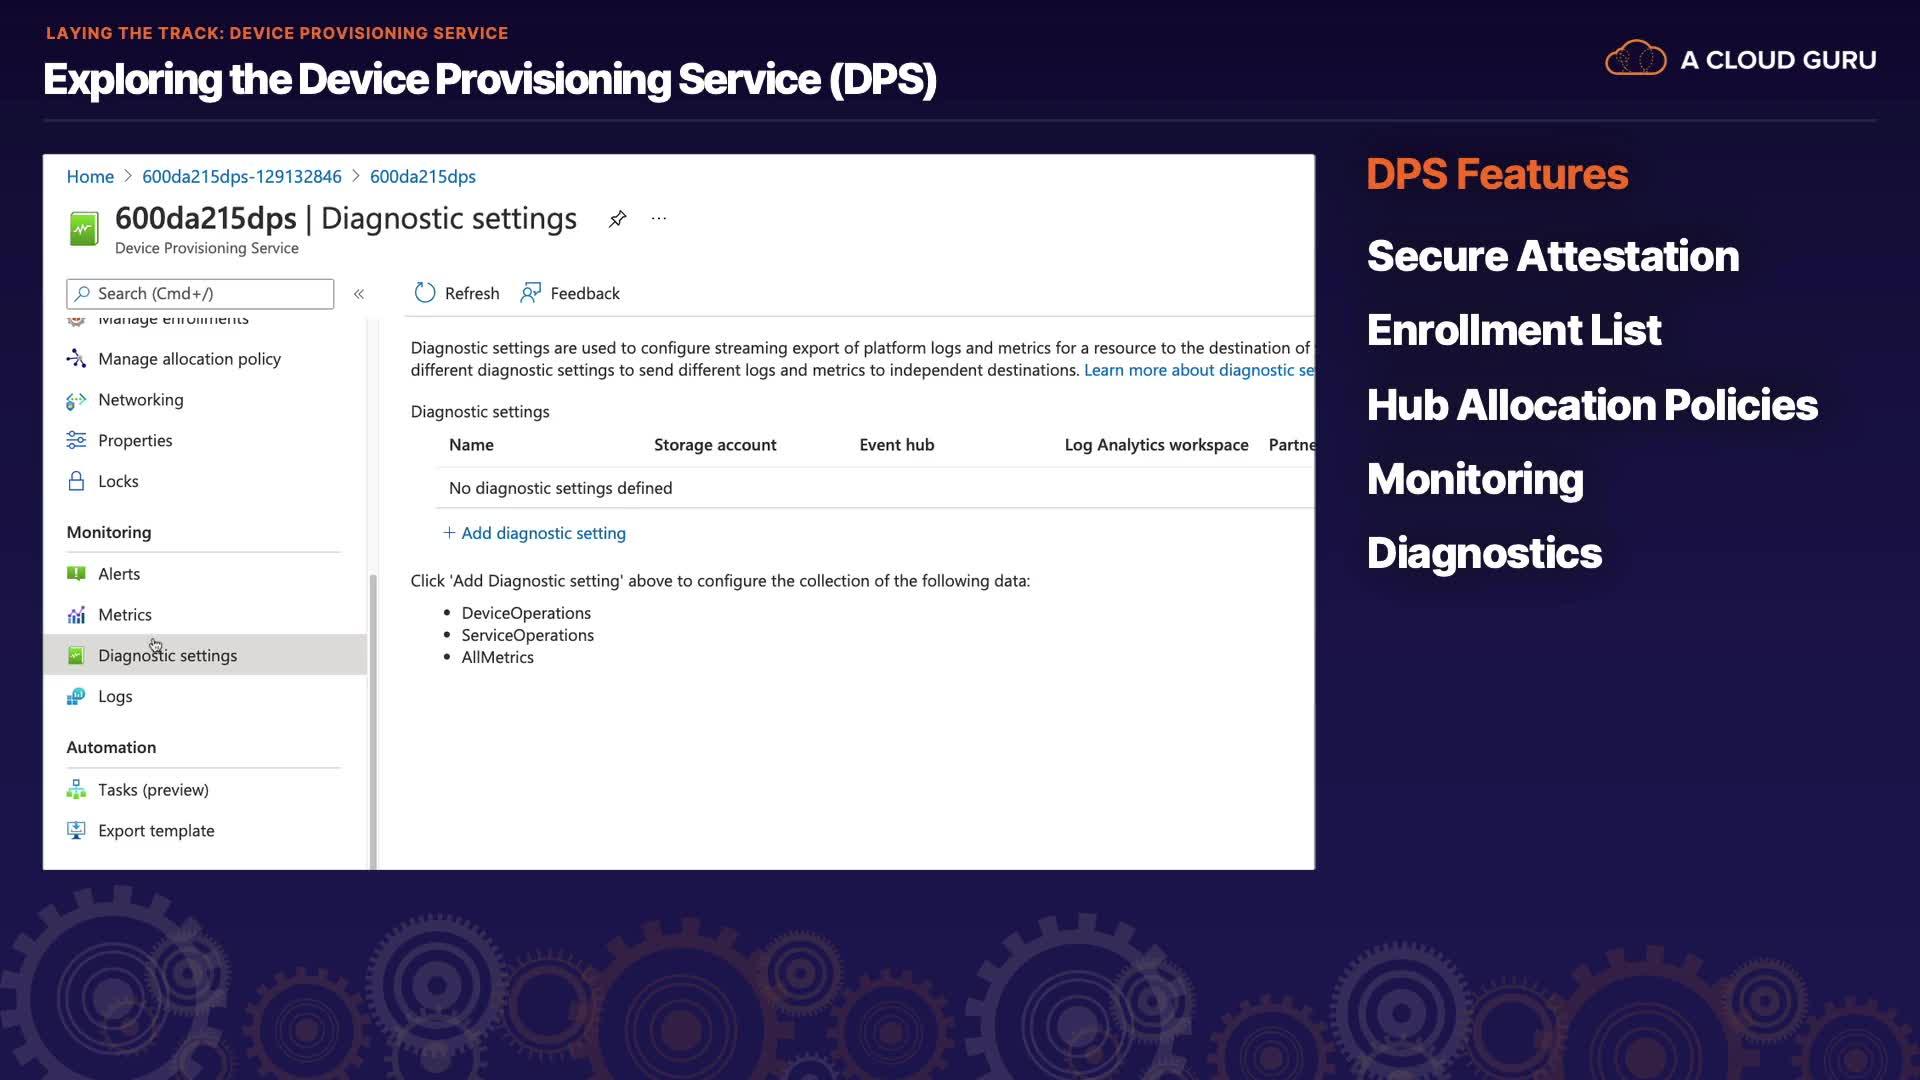 LAYING THE TRACK: DEVICE PROVISIONING SERVICE
Exploring the Device Provisioning Service (DPS)
A CLOUD GURU
Home > 600da215dps-129132846 > 600da215dps
600da215dps | Diagnostic settings
Device Provisioning Service
Search (Cmd+/)
Manage enrollments
Manage allocation policy
Networking
Properties
Locks
Monitoring
Alerts
Metrics
Diagnostic settings
Logs
Automation
Tasks (preview)
Export template
Refresh Feedback
Diagnostic settings are used to configure streaming export of platform logs and metrics for a resource to the destination of
different diagnostic settings to send different logs and metrics to independent destinations. Learn more about diagnostic se
Diagnostic settings
Name Storage account Event hub Log Analytics workspace Partne
No diagnostic settings defined
+ Add diagnostic setting
Click 'Add Diagnostic setting' above to configure the collection of the following data:
• DeviceOperations
• ServiceOperations
• AllMetrics
DPS Features
Secure Attestation
Enrollment List
Hub Allocation Policies
Monitoring
Diagnostics